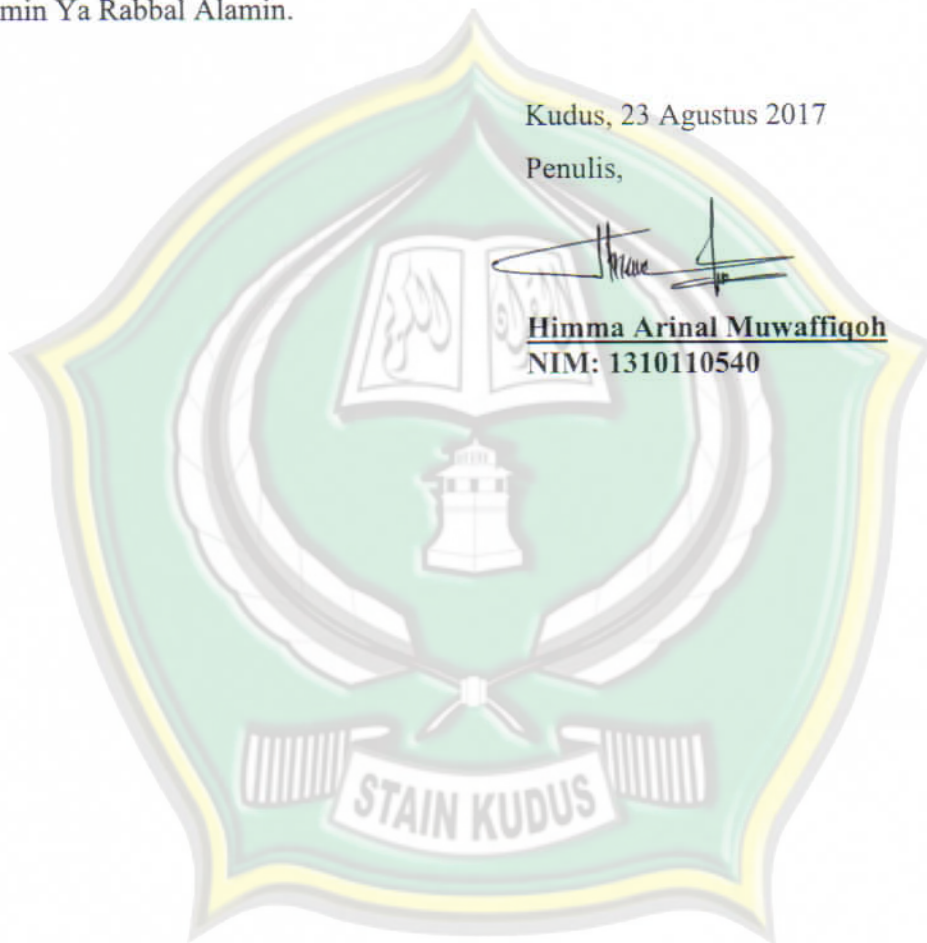 min Ya Rabbal Alamin.
Kudus, 23 Agustus 2017
Penulis,
Himma Arinal Muwaffiqoh
NIM: 1310110540
STAIN KUDUS